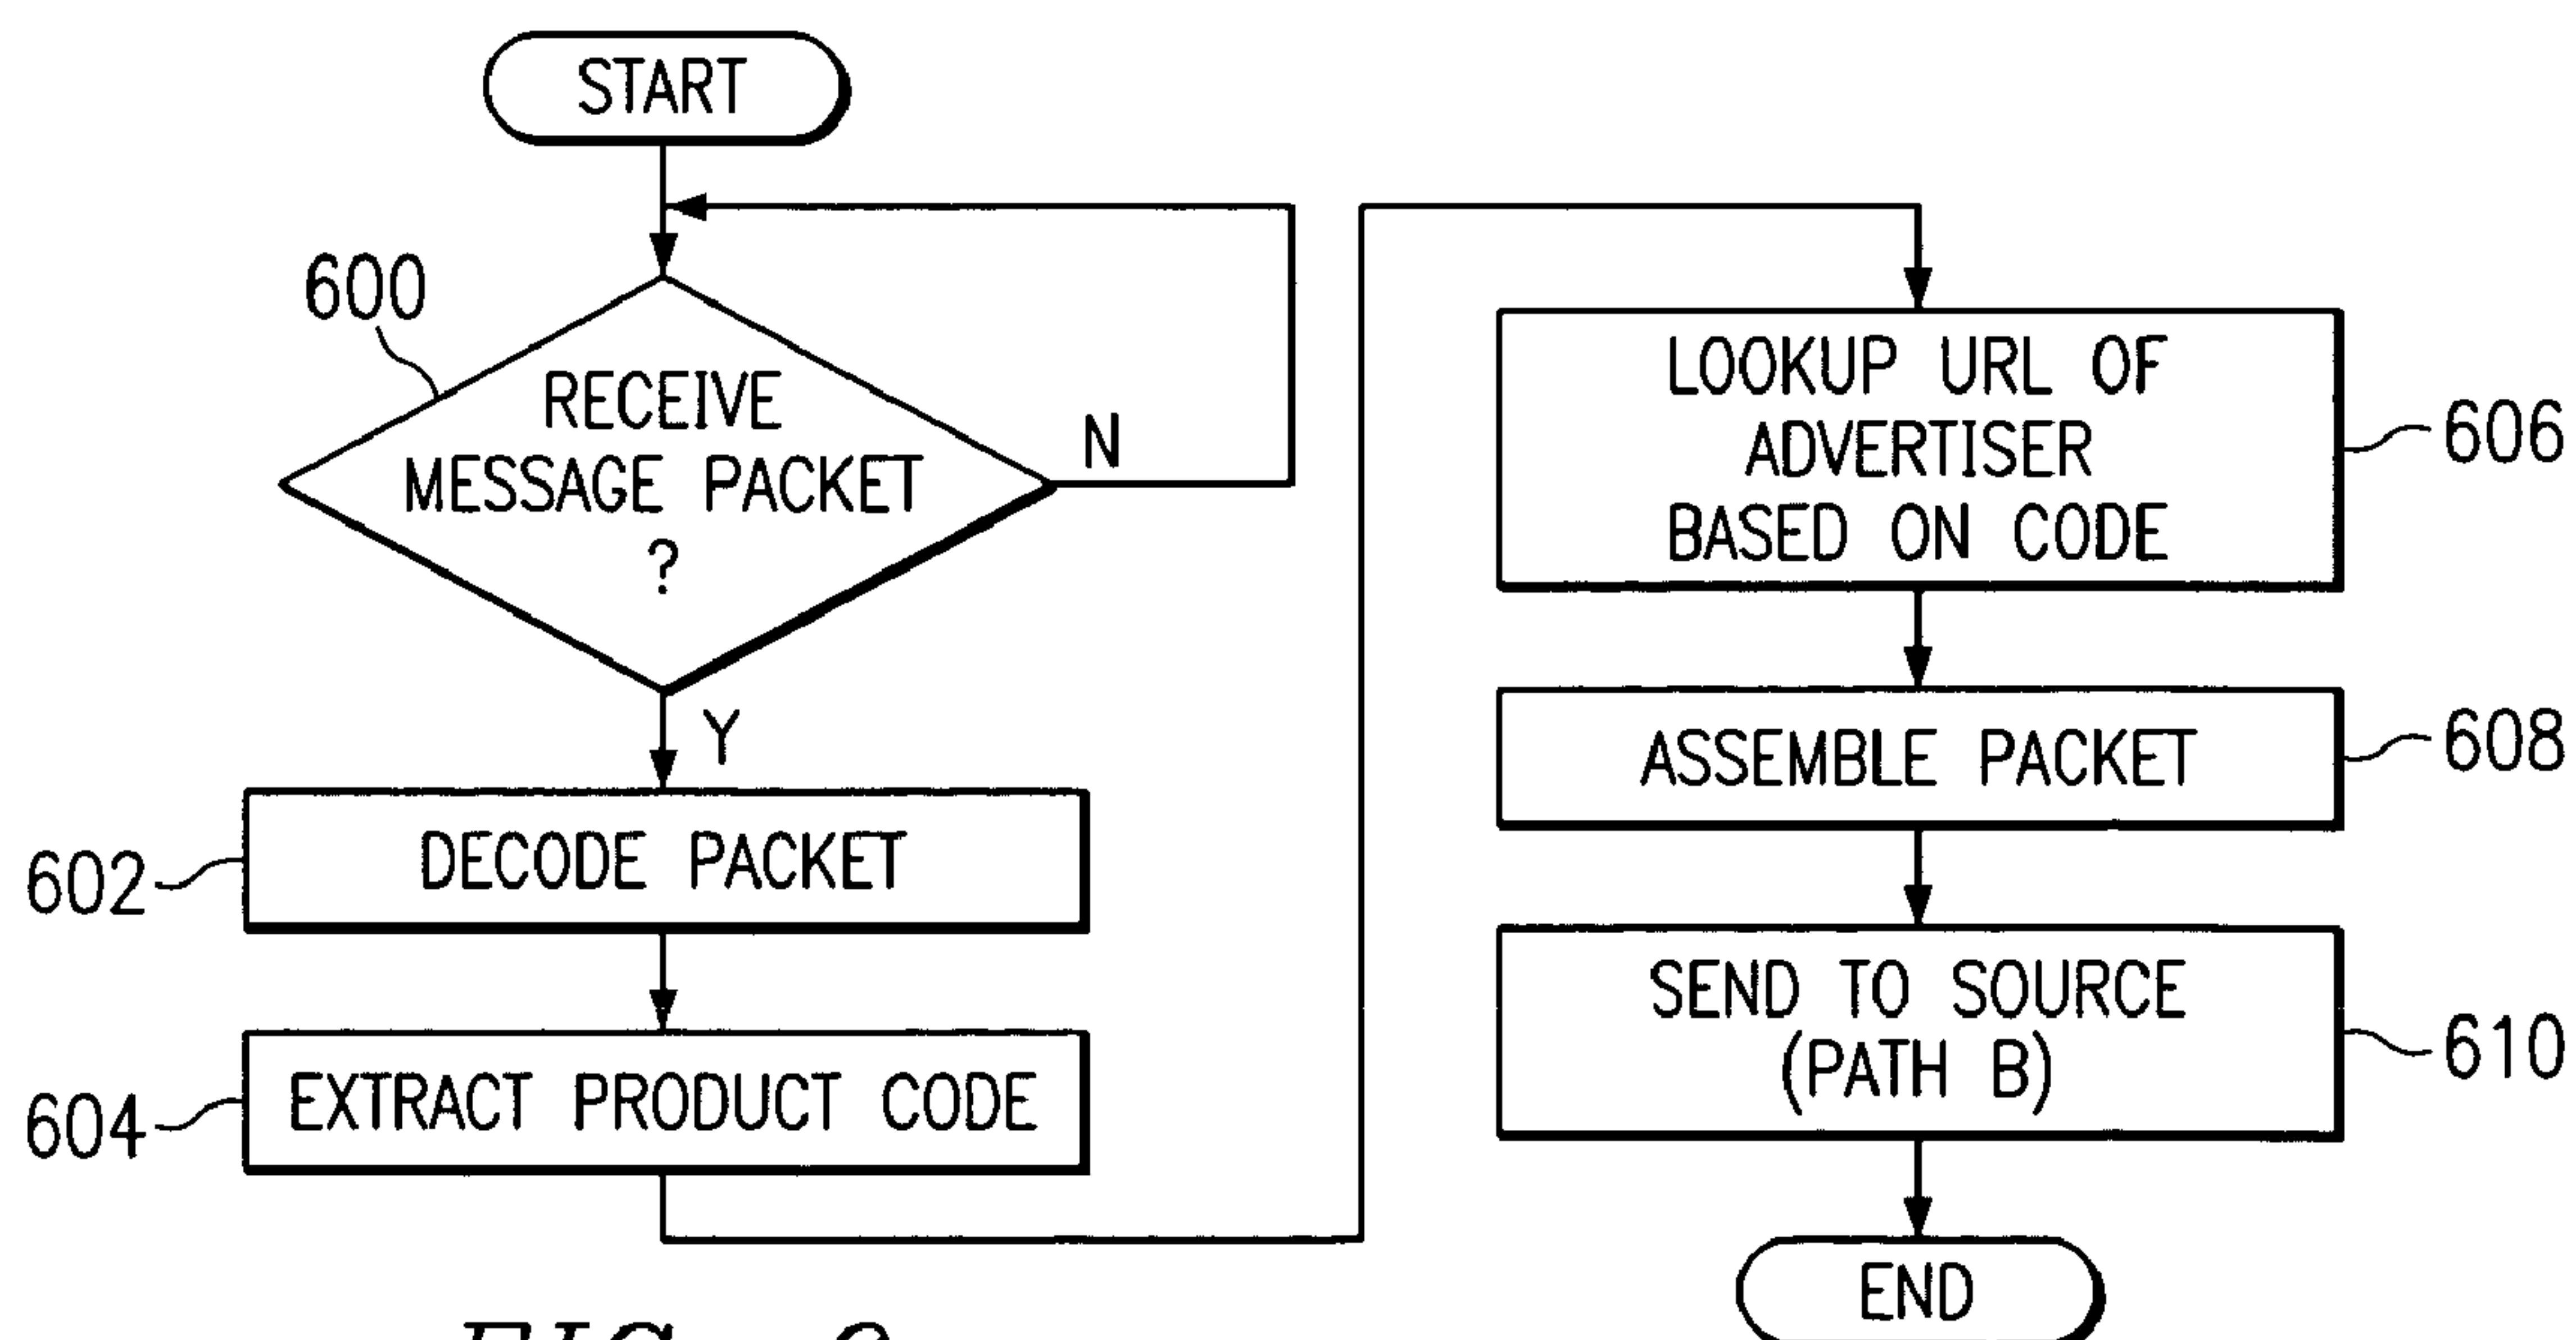 START
600
RECEIVE
MESSAGE PACKET
?
N
Y
DECODE PACKET
602
EXTRACT PRODUCT CODE
604
LOOKUP URL OF
ADVERTISER
BASED ON CODE
606
ASSEMBLE PACKET
608
SEND TO SOURCE
(PATH B)
610
END